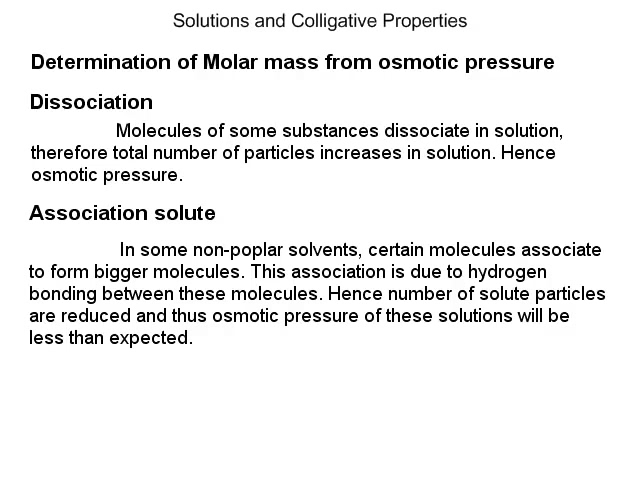 Solutions and Colligative Properties
Determination of Molar mass from osmotic pressure
Dissociation
Molecules of some substances dissociate in solution,
therefore total number of particles increases in solution. Hence
osmotic pressure.
Association solute
In some non-poplar solvents, certain molecules associate
to form bigger molecules. This association is due to hydrogen
bonding between these molecules. Hence number of solute particles
are reduced and thus osmotic pressure of these solutions will be
less than expected.